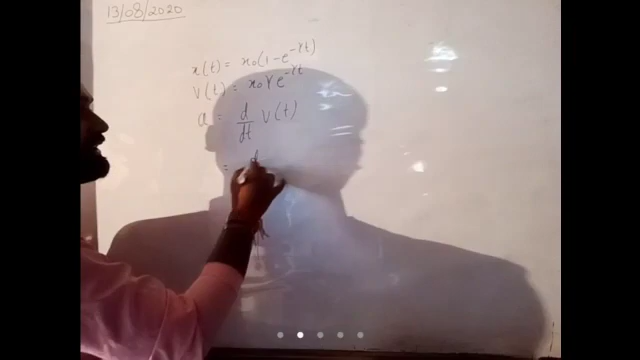 13/08/2020
x(t) = x₀(1-e^-γt)
v(t) = x₀γe^-γt
a = d/dt v(t)
= d